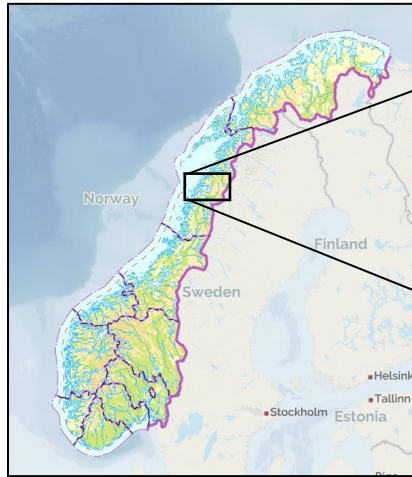 Norway
Finland
Sweden
Helsink
Tallinn
Stockholm
Estonia